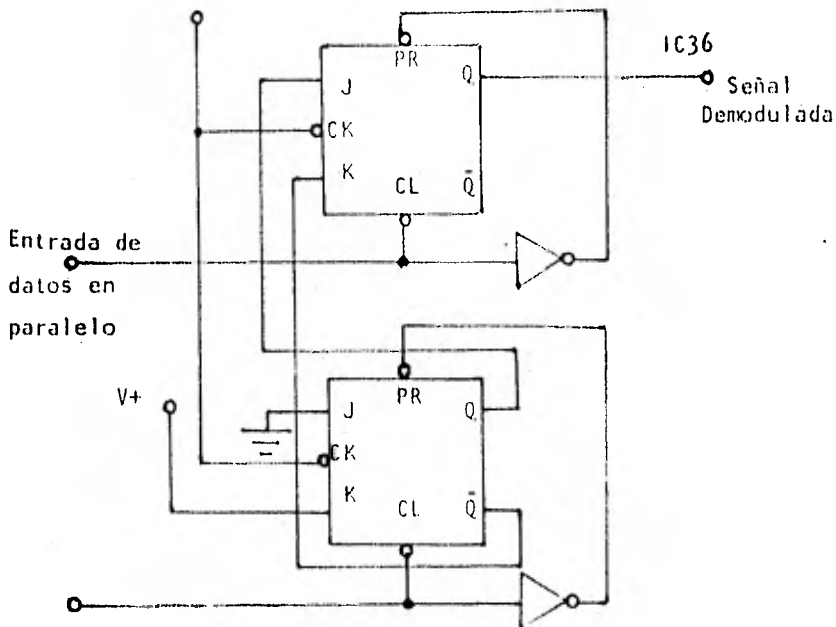 PR
IC36
J
Q
Señal
Demodulada
CK
K
CL
Q̄
Entrada de
datos en
paralelo
V+
PR
J
Q
CK
K
CL
Q̄